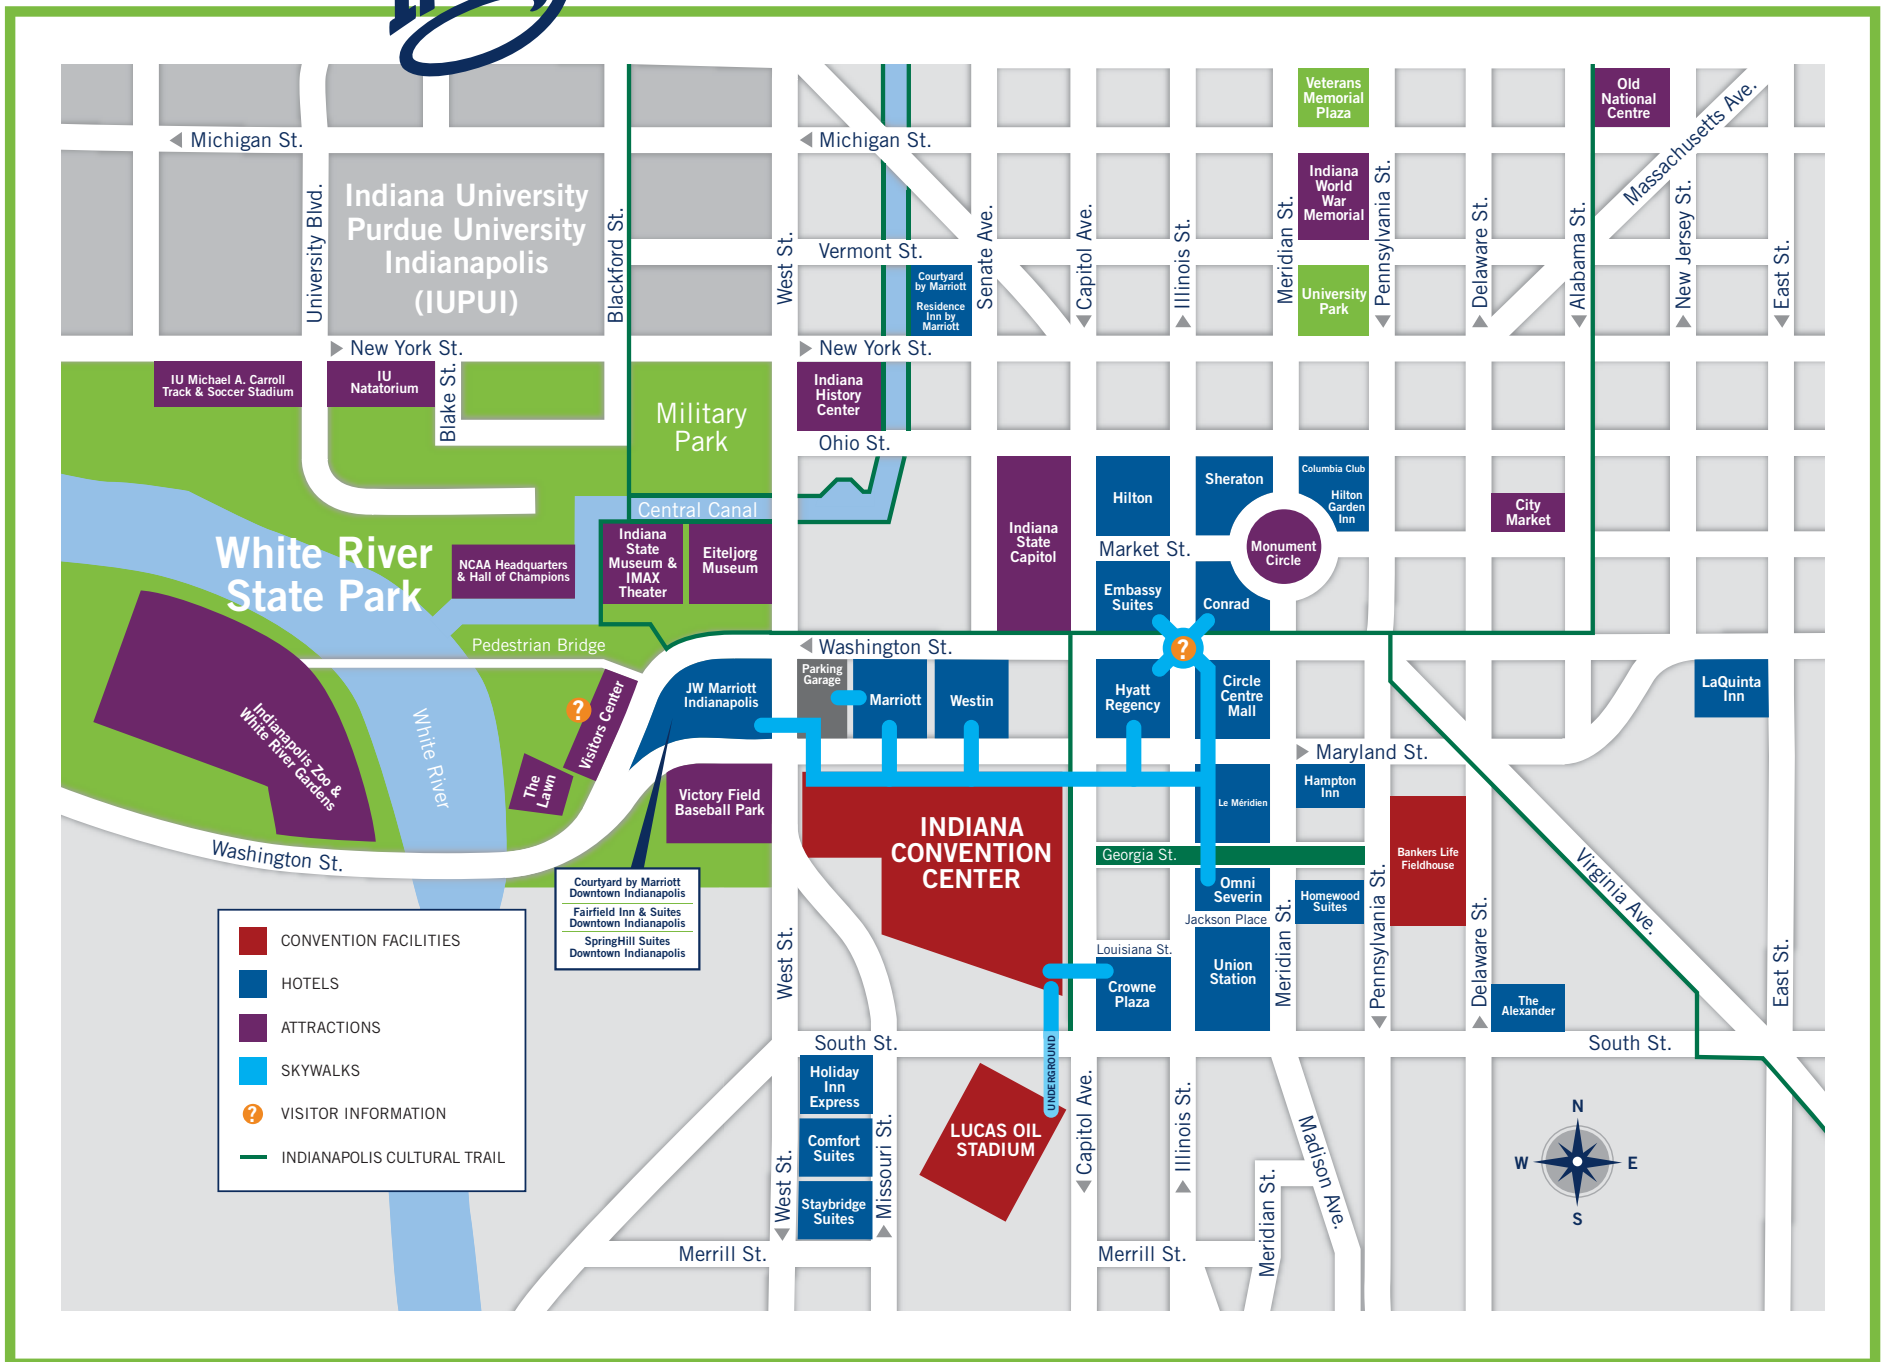 Michigan St.
Michigan St.
Veterans
Memorial
Plaza
Old
National
Centre
Massachusetts Ave.
Indiana University
Purdue University
Indianapolis
(IUPUI)
University Blvd.
Blackford St.
West St.
Vermont St.
Senate Ave.
Capitol Ave.
Illinois St.
Meridian St.
Indiana
World
War
Memorial
Pennsylvania St.
Delaware St.
Alabama St.
New Jersey St.
East St.
Courtyard
by Marriott
Residence
Inn by
Marriott
University
Park
New York St.
New York St.
IU Michael A. Carroll
Track & Soccer Stadium
IU
Natatorium
Blake St.
Military
Park
Indiana
History
Center
Ohio St.
Central Canal
White River
State Park
NCAA Headquarters
& Hall of Champions
Indiana
State
Museum &
IMAX
Theater
Eiteljorg
Museum
Indiana
State
Capitol
Hilton
Sheraton
Columbia Club
Hilton
Garden
Inn
City
Market
Market St.
Monument
Circle
Embassy
Suites
Conrad
Pedestrian Bridge
Washington St.
?
Parking
Garage
JW Marriott
Indianapolis
Marriott
Westin
Hyatt
Regency
Circle
Centre
Mall
LaQuinta
Inn
?
Visitors Center
The
Lawn
White River
Indianapolis Zoo &
White River Gardens
Maryland St.
Victory Field
Baseball Park
Hampton
Inn
Le Méridien
INDIANA
CONVENTION
CENTER
Washington St.
Georgia St.
Bankers Life
Fieldhouse
Virginia Ave.
Courtyard by Marriott
Downtown Indianapolis
Fairfield Inn & Suites
Downtown Indianapolis
SpringHill Suites
Downtown Indianapolis
Omni
Severin
Homewood
Suites
Jackson Place
Louisiana St.
Union
Station
Crowne
Plaza
West St.
Meridian St.
Pennsylvania St.
Delaware St.
East St.
The
Alexander
South St.
South St.
UNDERGROUND
Holiday
Inn
Express
Comfort
Suites
Staybridge
Suites
West St.
Missouri St.
LUCAS OIL
STADIUM
Capitol Ave.
Illinois St.
Meridian St.
Madison Ave.
Merrill St.
Merrill St.
CONVENTION FACILITIES
HOTELS
ATTRACTIONS
SKYWALKS
? VISITOR INFORMATION
INDIANAPOLIS CULTURAL TRAIL
N
W E
S